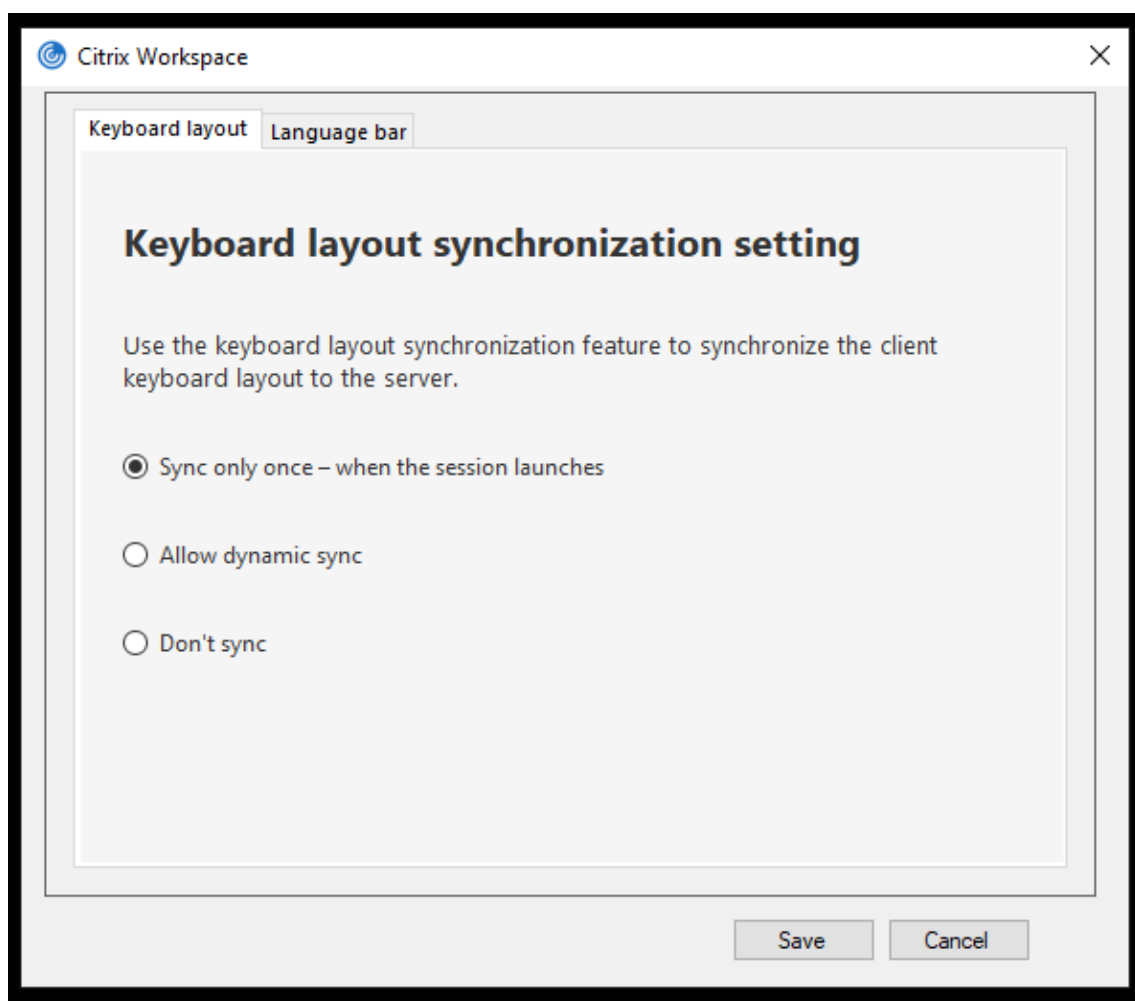 Citrix Workspace
Keyboard layout
Language bar
Keyboard layout synchronization setting
Use the keyboard layout synchronization feature to synchronize the client
keyboard layout to the server.
Sync only once – when the session launches
Allow dynamic sync
Don't sync
Save
Cancel